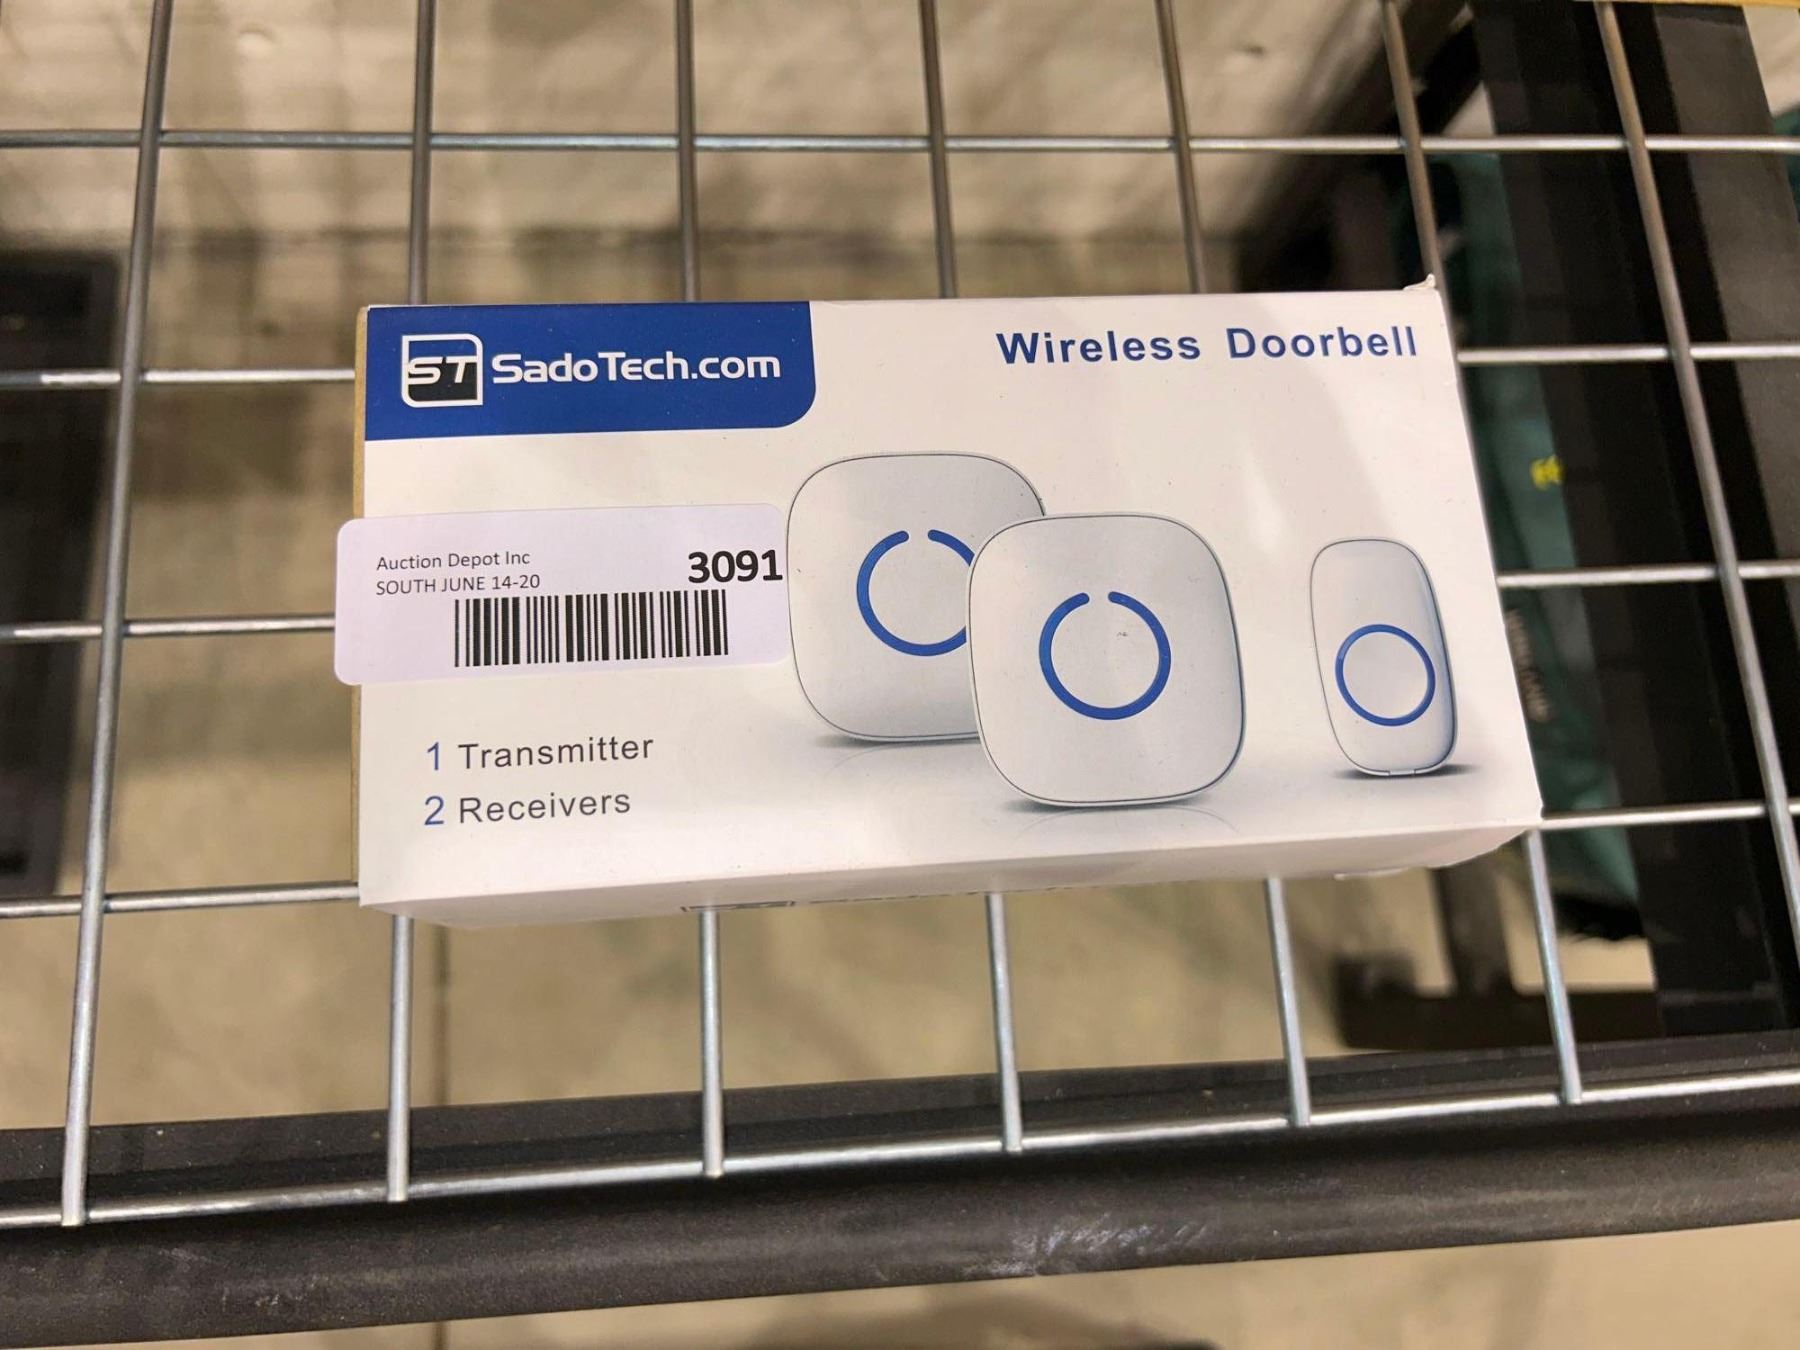 ST SadoTech.com
Wireless Doorbell
Auction Depot Inc
3091
SOUTH JUNE 14-20
1 Transmitter
2 Receivers